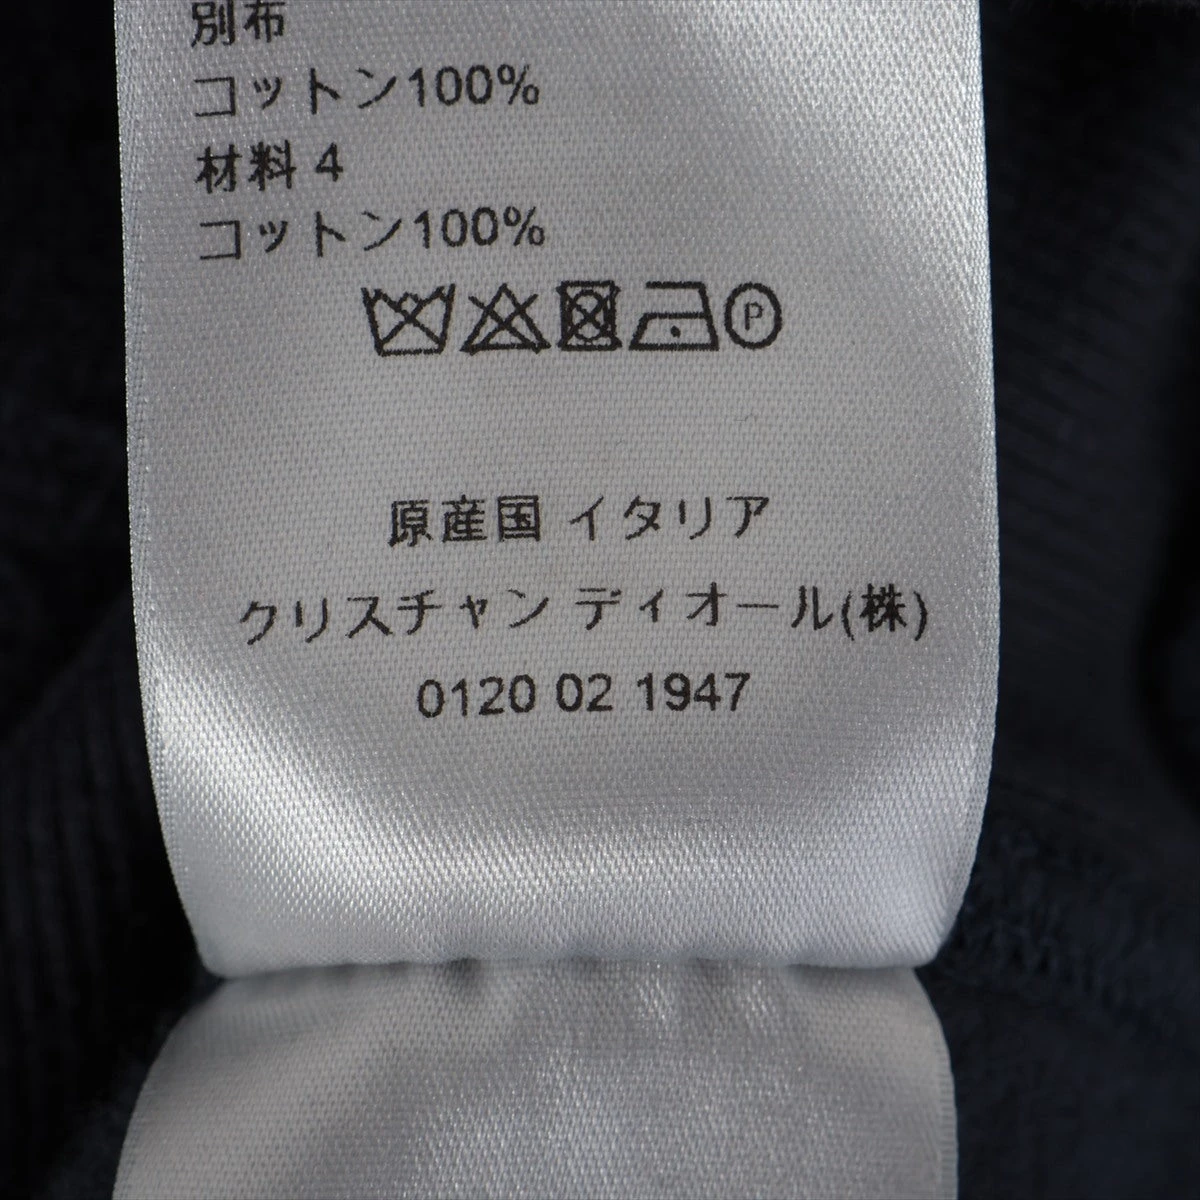 別布
コットン100%
材料 4
コットン100%
P
原産国 イタリア
クリスチャン ディオール(株)
0120 02 1947